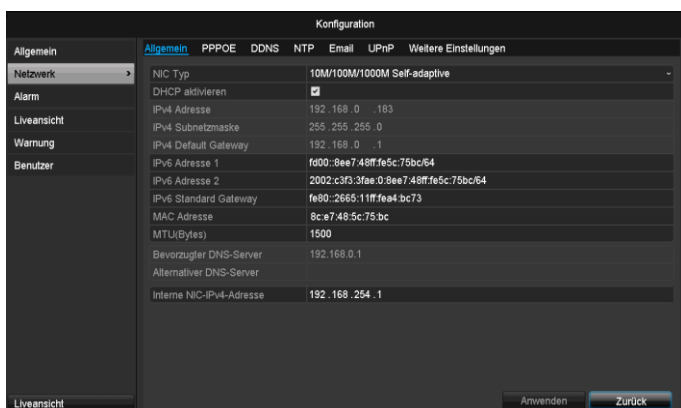 Konfiguration
Allgemein
Netzwerk >
Alarm
Liveansicht
Warnung
Benutzer
Allgemein PPPOE DDNS NTP Email UPnP Weitere Einstellungen
NIC Typ 10M/100M/1000M Self-adaptive
DHCP aktivieren
IPv4 Adresse 192 .168 .0 .183
IPv4 Subnetzmaske 255 .255 .255 .0
IPv4 Default Gateway 192 .168 .0 .1
IPv6 Adresse 1 fd00::8ee7:48ff:fe5c:75bc/64
IPv6 Adresse 2 2002:c3f3:3fae:0:8ee7:48ff:fe5c:75bc/64
IPv6 Standard Gateway fe80::2665:11ff:fea4:bc73
MAC Adresse 8c:e7:48:5c:75:bc
MTU(Bytes) 1500
Bevorzugter DNS-Server 192.168.0.1
Alternativer DNS-Server
Interne NIC-IPv4-Adresse 192 .168 .254 .1
Liveansicht Anwenden Zurück